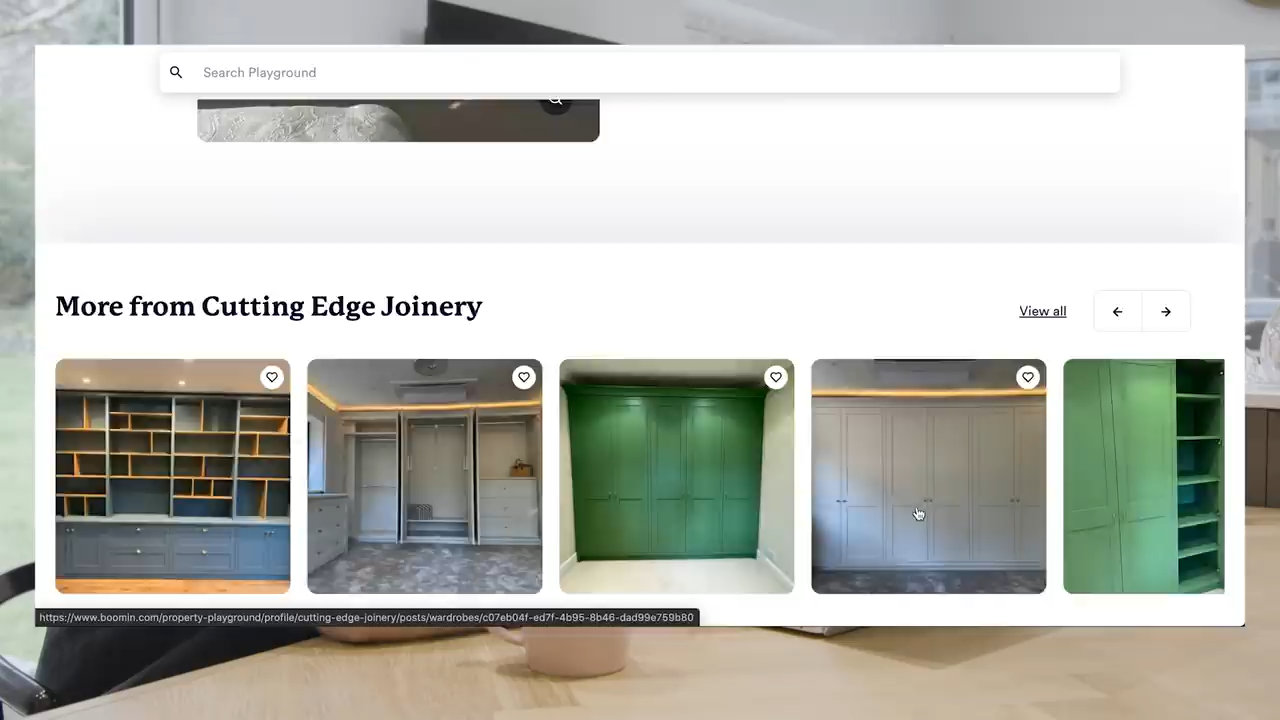 Search Playground
More from Cutting Edge Joinery
View all
https://www.boomin.com/property-playground/profile/cutting-edge-joinery/posts/wardrobes/c07eb04f-ed7f-4b95-8b46-dad99e759b80